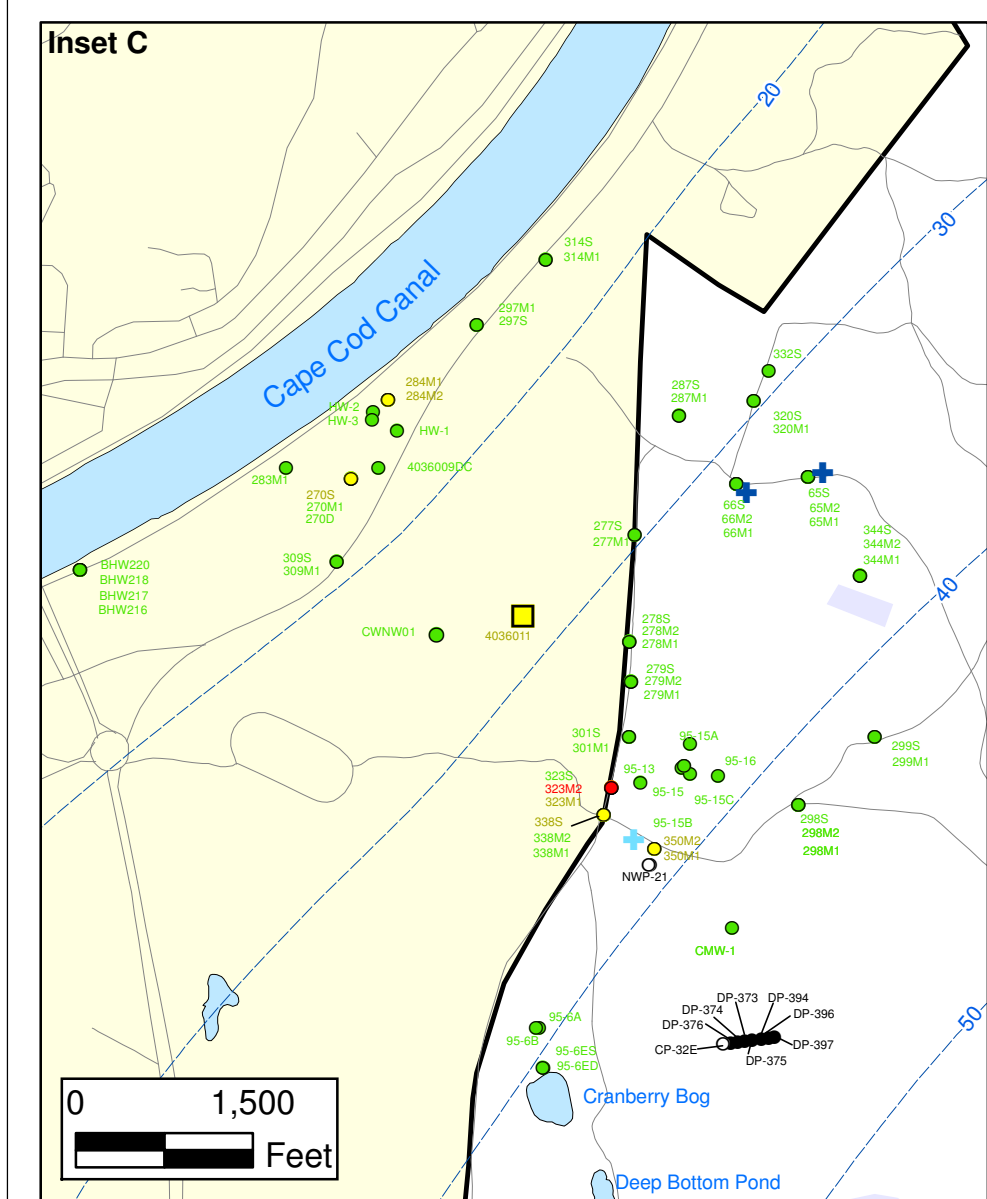 Inset C
20
30
314S
314M1
Cape Cod Canal
297M1
297S
332S
284M1
284M2
287S
287M1
HW-2
HW-3
HW-1
320S
320M1
4036009DC
283M1
270S
270M1
270D
65S
65M2
65M1
66S
66M2
66M1
277S
277M1
344S
344M2
344M1
309S
309M1
BHW220
BHW218
BHW217
BHW216
40
CWNW01
4036011
278S
278M2
278M1
279S
279M2
279M1
301S
301M1
95-15A
299S
299M1
95-13
95-16
323S
323M2
323M1
95-15
95-15C
338S
338M2
338M1
95-15B
298S
298M2
298M1
350M2
350M1
NWP-21
CMW-1
DP-373
DP-394
DP-374
DP-396
DP-376
CP-32E
DP-397
DP-375
50
95-6A
95-6B
95-6ES
95-6ED
Cranberry Bog
0
1,500
Feet
Deep Bottom Pond